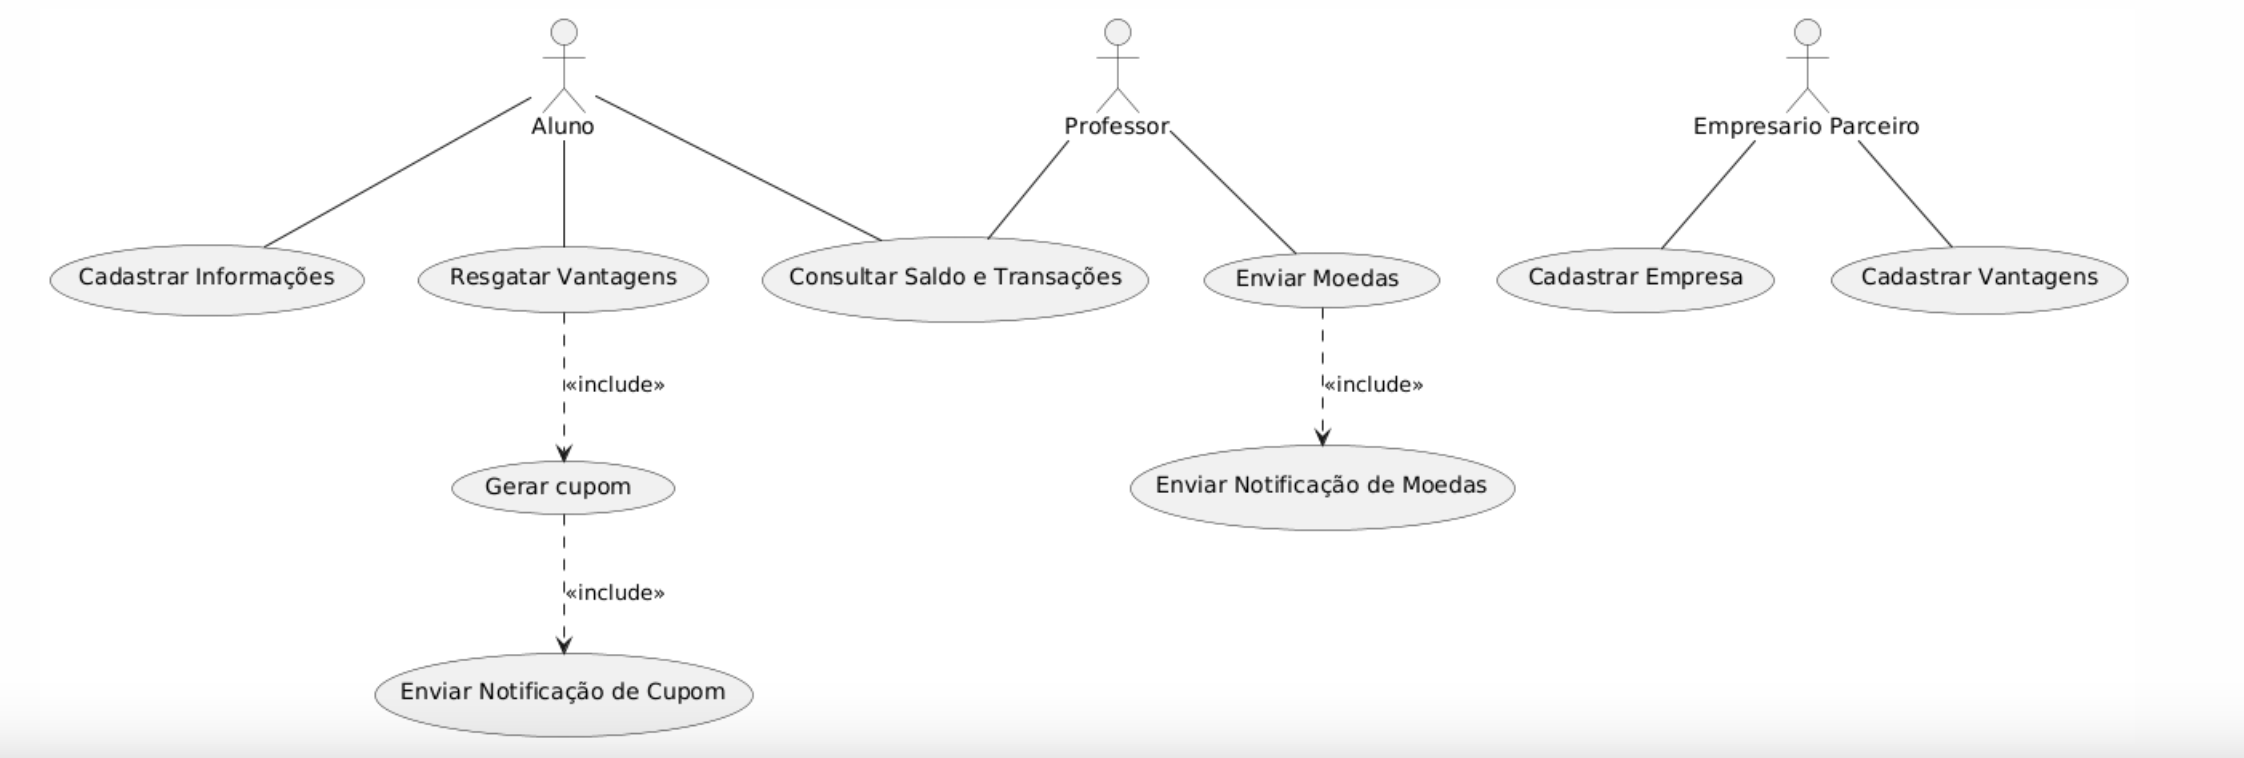 Aluno
Professor
Empresario Parceiro
Cadastrar Informações
Resgatar Vantagens
Consultar Saldo e Transações
Enviar Moedas
Cadastrar Empresa
Cadastrar Vantagens
«include»
«include»
Gerar cupom
Enviar Notificação de Moedas
«include»
Enviar Notificação de Cupom